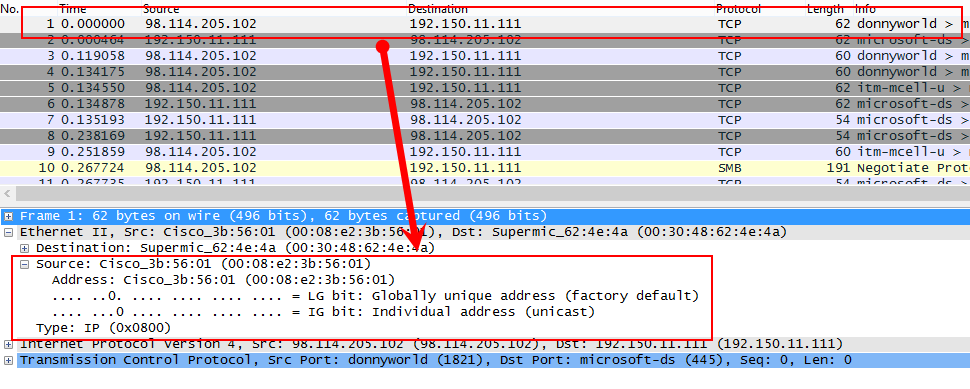 No. Time Source Destination Protocol Length Info
1 0.000000 98.114.205.102 192.150.11.111 TCP 62 donnyworld > m
2 0.000464 192.150.11.111 98.114.205.102 TCP 62 microsoft-ds >
3 0.119058 98.114.205.102 192.150.11.111 TCP 60 donnyworld > m
4 0.134175 98.114.205.102 192.150.11.111 TCP 60 donnyworld > m
5 0.134550 98.114.205.102 192.150.11.111 TCP 62 itm-mcell-u >
6 0.134878 192.150.11.111 98.114.205.102 TCP 62 microsoft-ds >
7 0.135193 192.150.11.111 98.114.205.102 TCP 54 microsoft-ds >
8 0.238169 192.150.11.111 98.114.205.102 TCP 54 microsoft-ds >
9 0.251859 98.114.205.102 192.150.11.111 TCP 60 itm-mcell-u >
10 0.267724 98.114.205.102 192.150.11.111 SMB 191 Negotiate Prot
11 0.267735 192.150.11.111 98.114.205.102 TCP 54 microsoft-ds >
Frame 1: 62 bytes on wire (496 bits), 62 bytes captured (496 bits)
Ethernet II, Src: Cisco_3b:56:01 (00:08:e2:3b:56:01), Dst: Supermic_62:4e:4a (00:30:48:62:4e:4a)
Destination: Supermic_62:4e:4a (00:30:48:62:4e:4a)
Source: Cisco_3b:56:01 (00:08:e2:3b:56:01)
Address: Cisco_3b:56:01 (00:08:e2:3b:56:01)
.... ..0. .... .... .... .... = LG bit: Globally unique address (factory default)
.... ...0 .... .... .... .... = IG bit: Individual address (unicast)
Type: IP (0x0800)
Internet Protocol Version 4, Src: 98.114.205.102 (98.114.205.102), Dst: 192.150.11.111 (192.150.11.111)
Transmission Control Protocol, Src Port: donnyworld (1821), Dst Port: microsoft-ds (445), Seq: 0, Len: 0